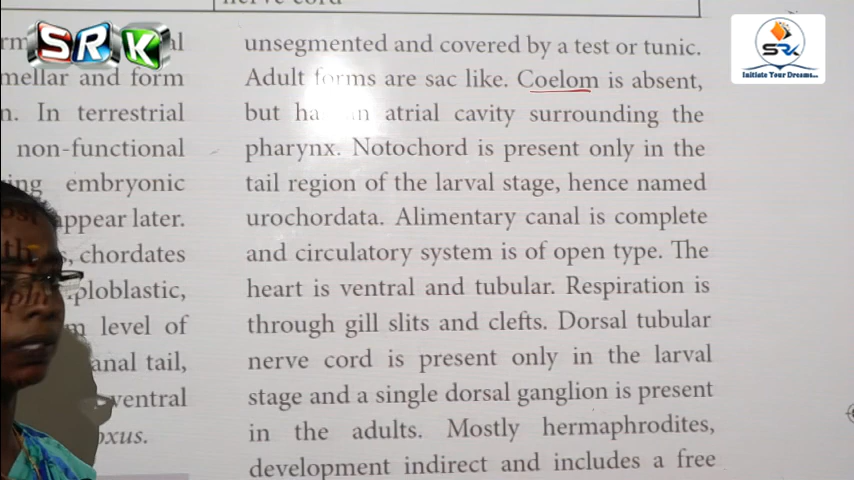 nerve cord
SRK
SRK
Initiate Your Dreams...
mellar and form
n. In terrestrial
non-functional
embryonic
appear later.
s, chordates
ploblastic,
level of
anal tail,
ventral
oxus.
unsegmented and covered by a test or tunic.
Adult forms are sac like. Coelom is absent,
but ha n atrial cavity surrounding the
pharynx. Notochord is present only in the
tail region of the larval stage, hence named
urochordata. Alimentary canal is complete
and circulatory system is of open type. The
heart is ventral and tubular. Respiration is
through gill slits and clefts. Dorsal tubular
nerve cord is present only in the larval
stage and a single dorsal ganglion is present
in the adults. Mostly hermaphrodites,
development indirect and includes a free